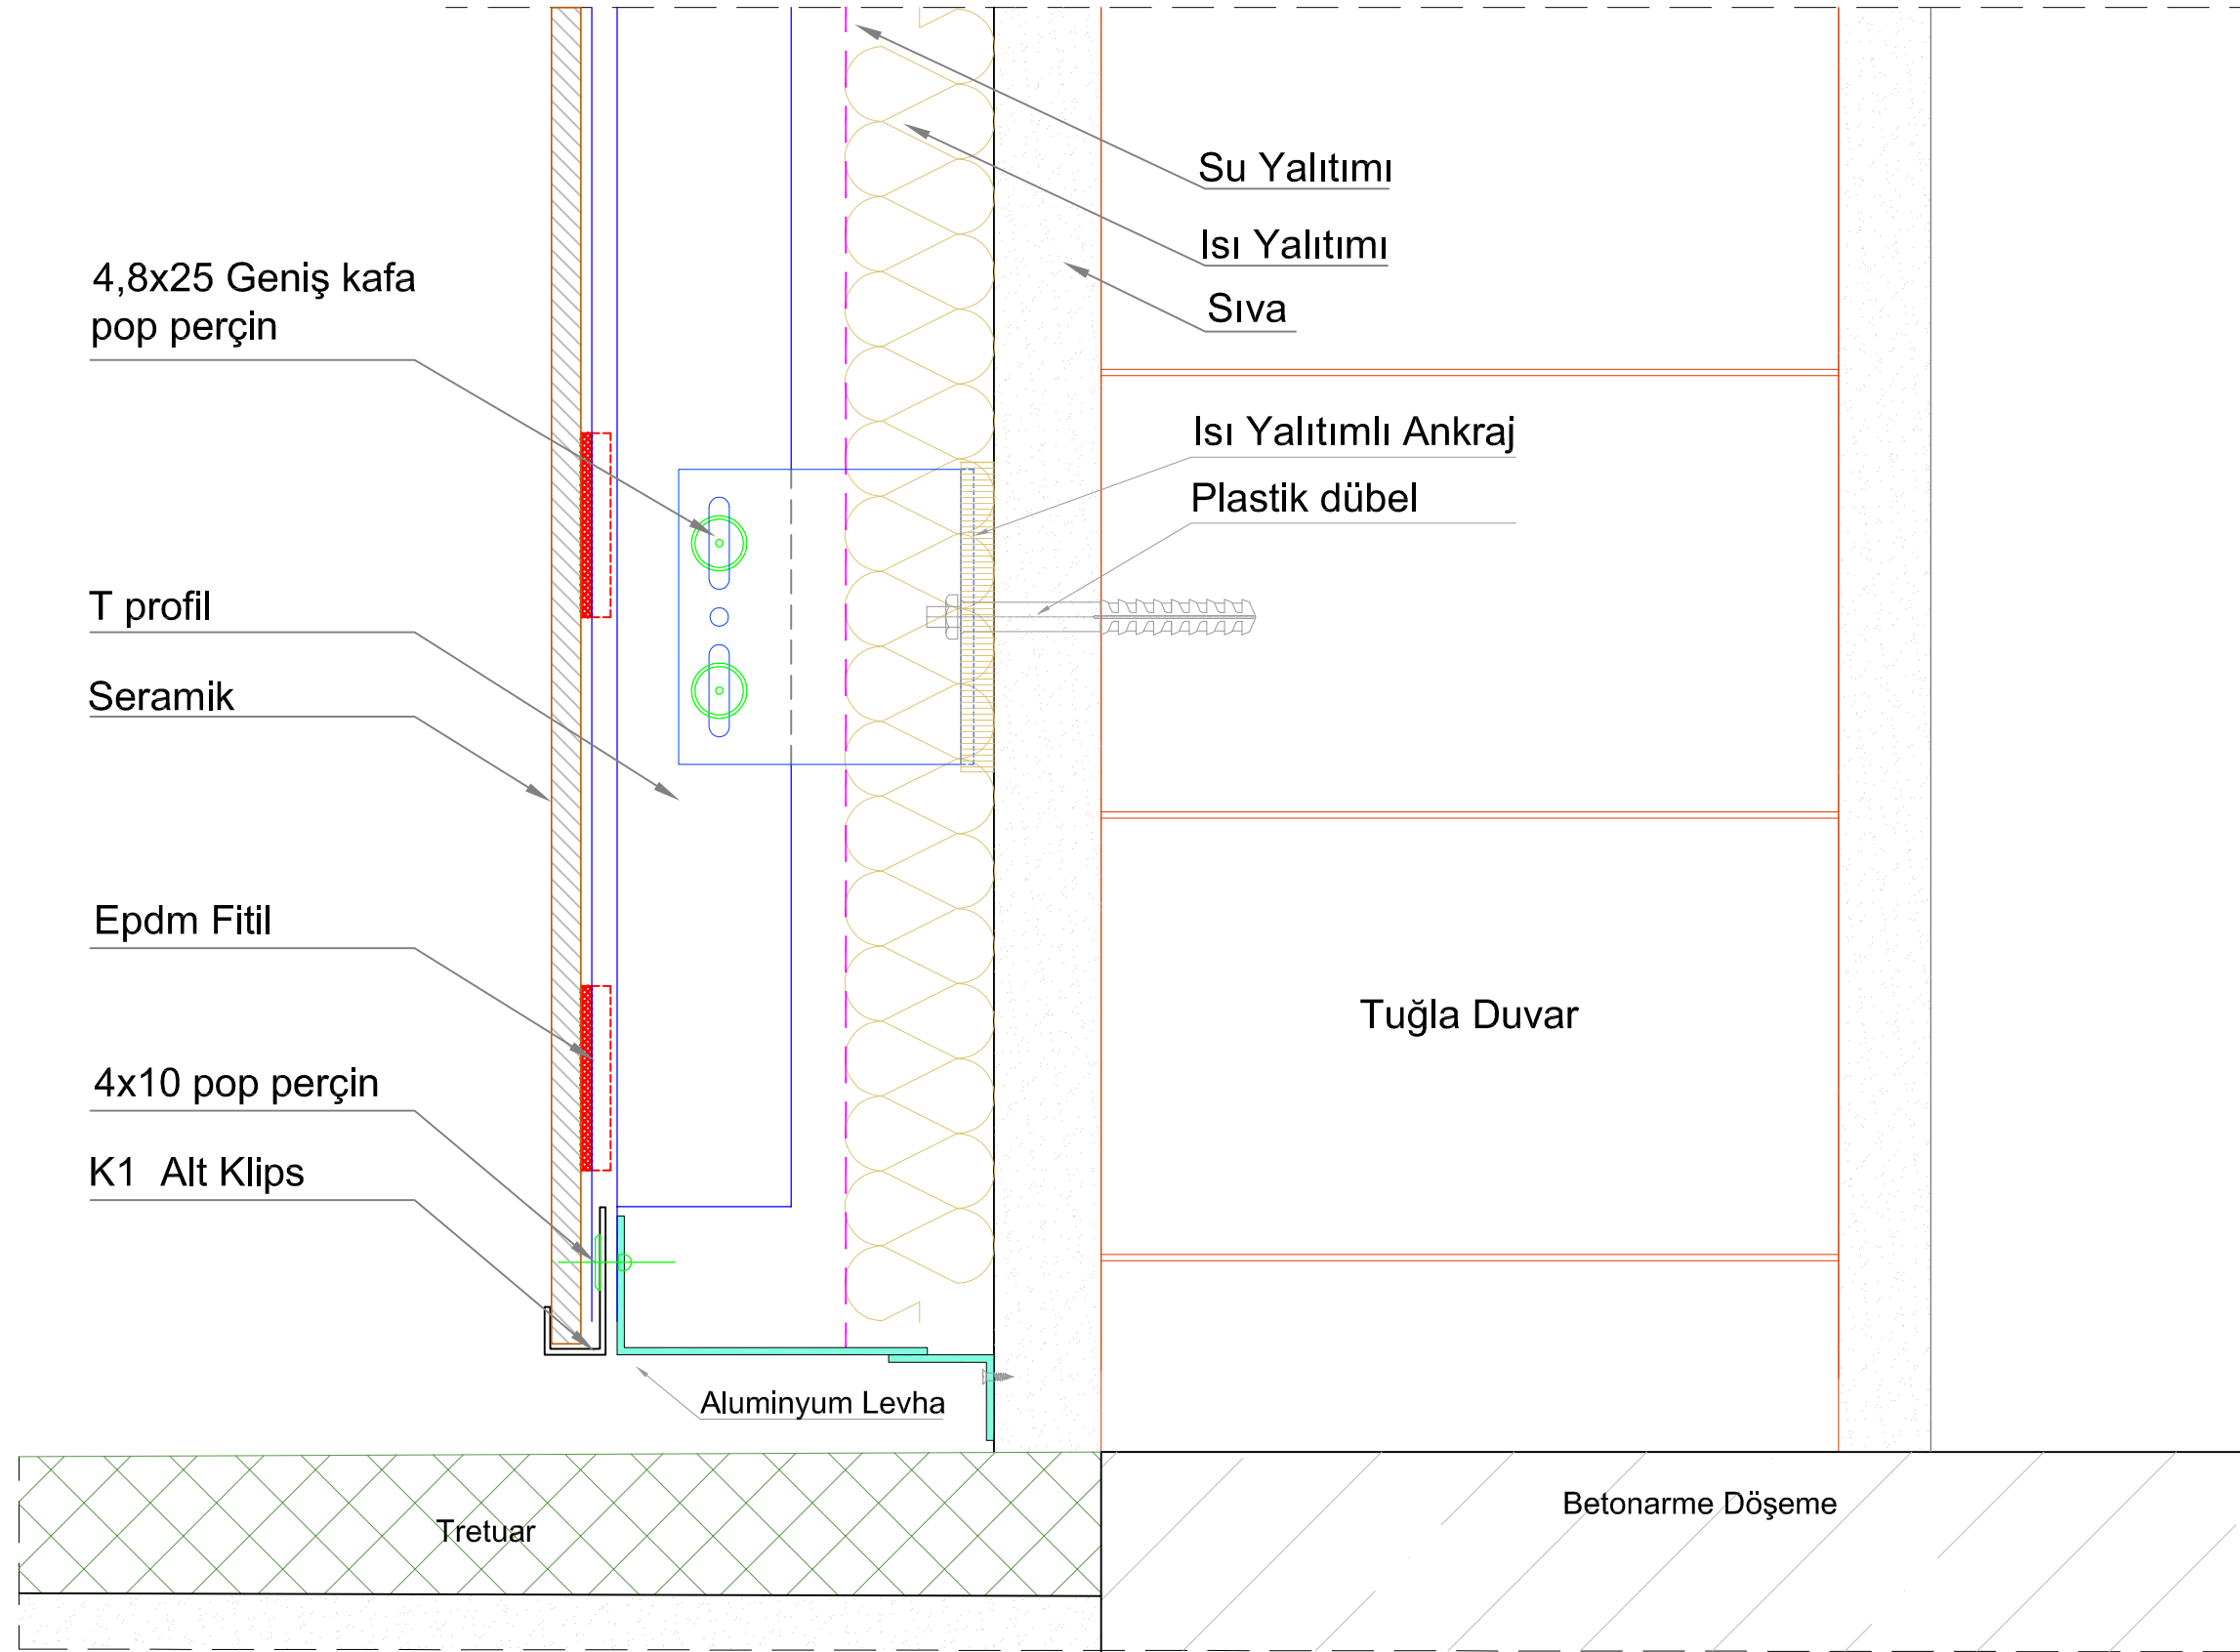 Su Yalıtımı
Isı Yalıtımı
Sıva
4,8x25 Geniş kafa
pop perçin
Isı Yalıtımlı Ankraj
Plastik dübel
T profil
Seramik
Epdm Fitil
Tuğla Duvar
4x10 pop perçin
K1 Alt Klips
Aluminyum Levha
Tretuar
Betonarme Döşeme